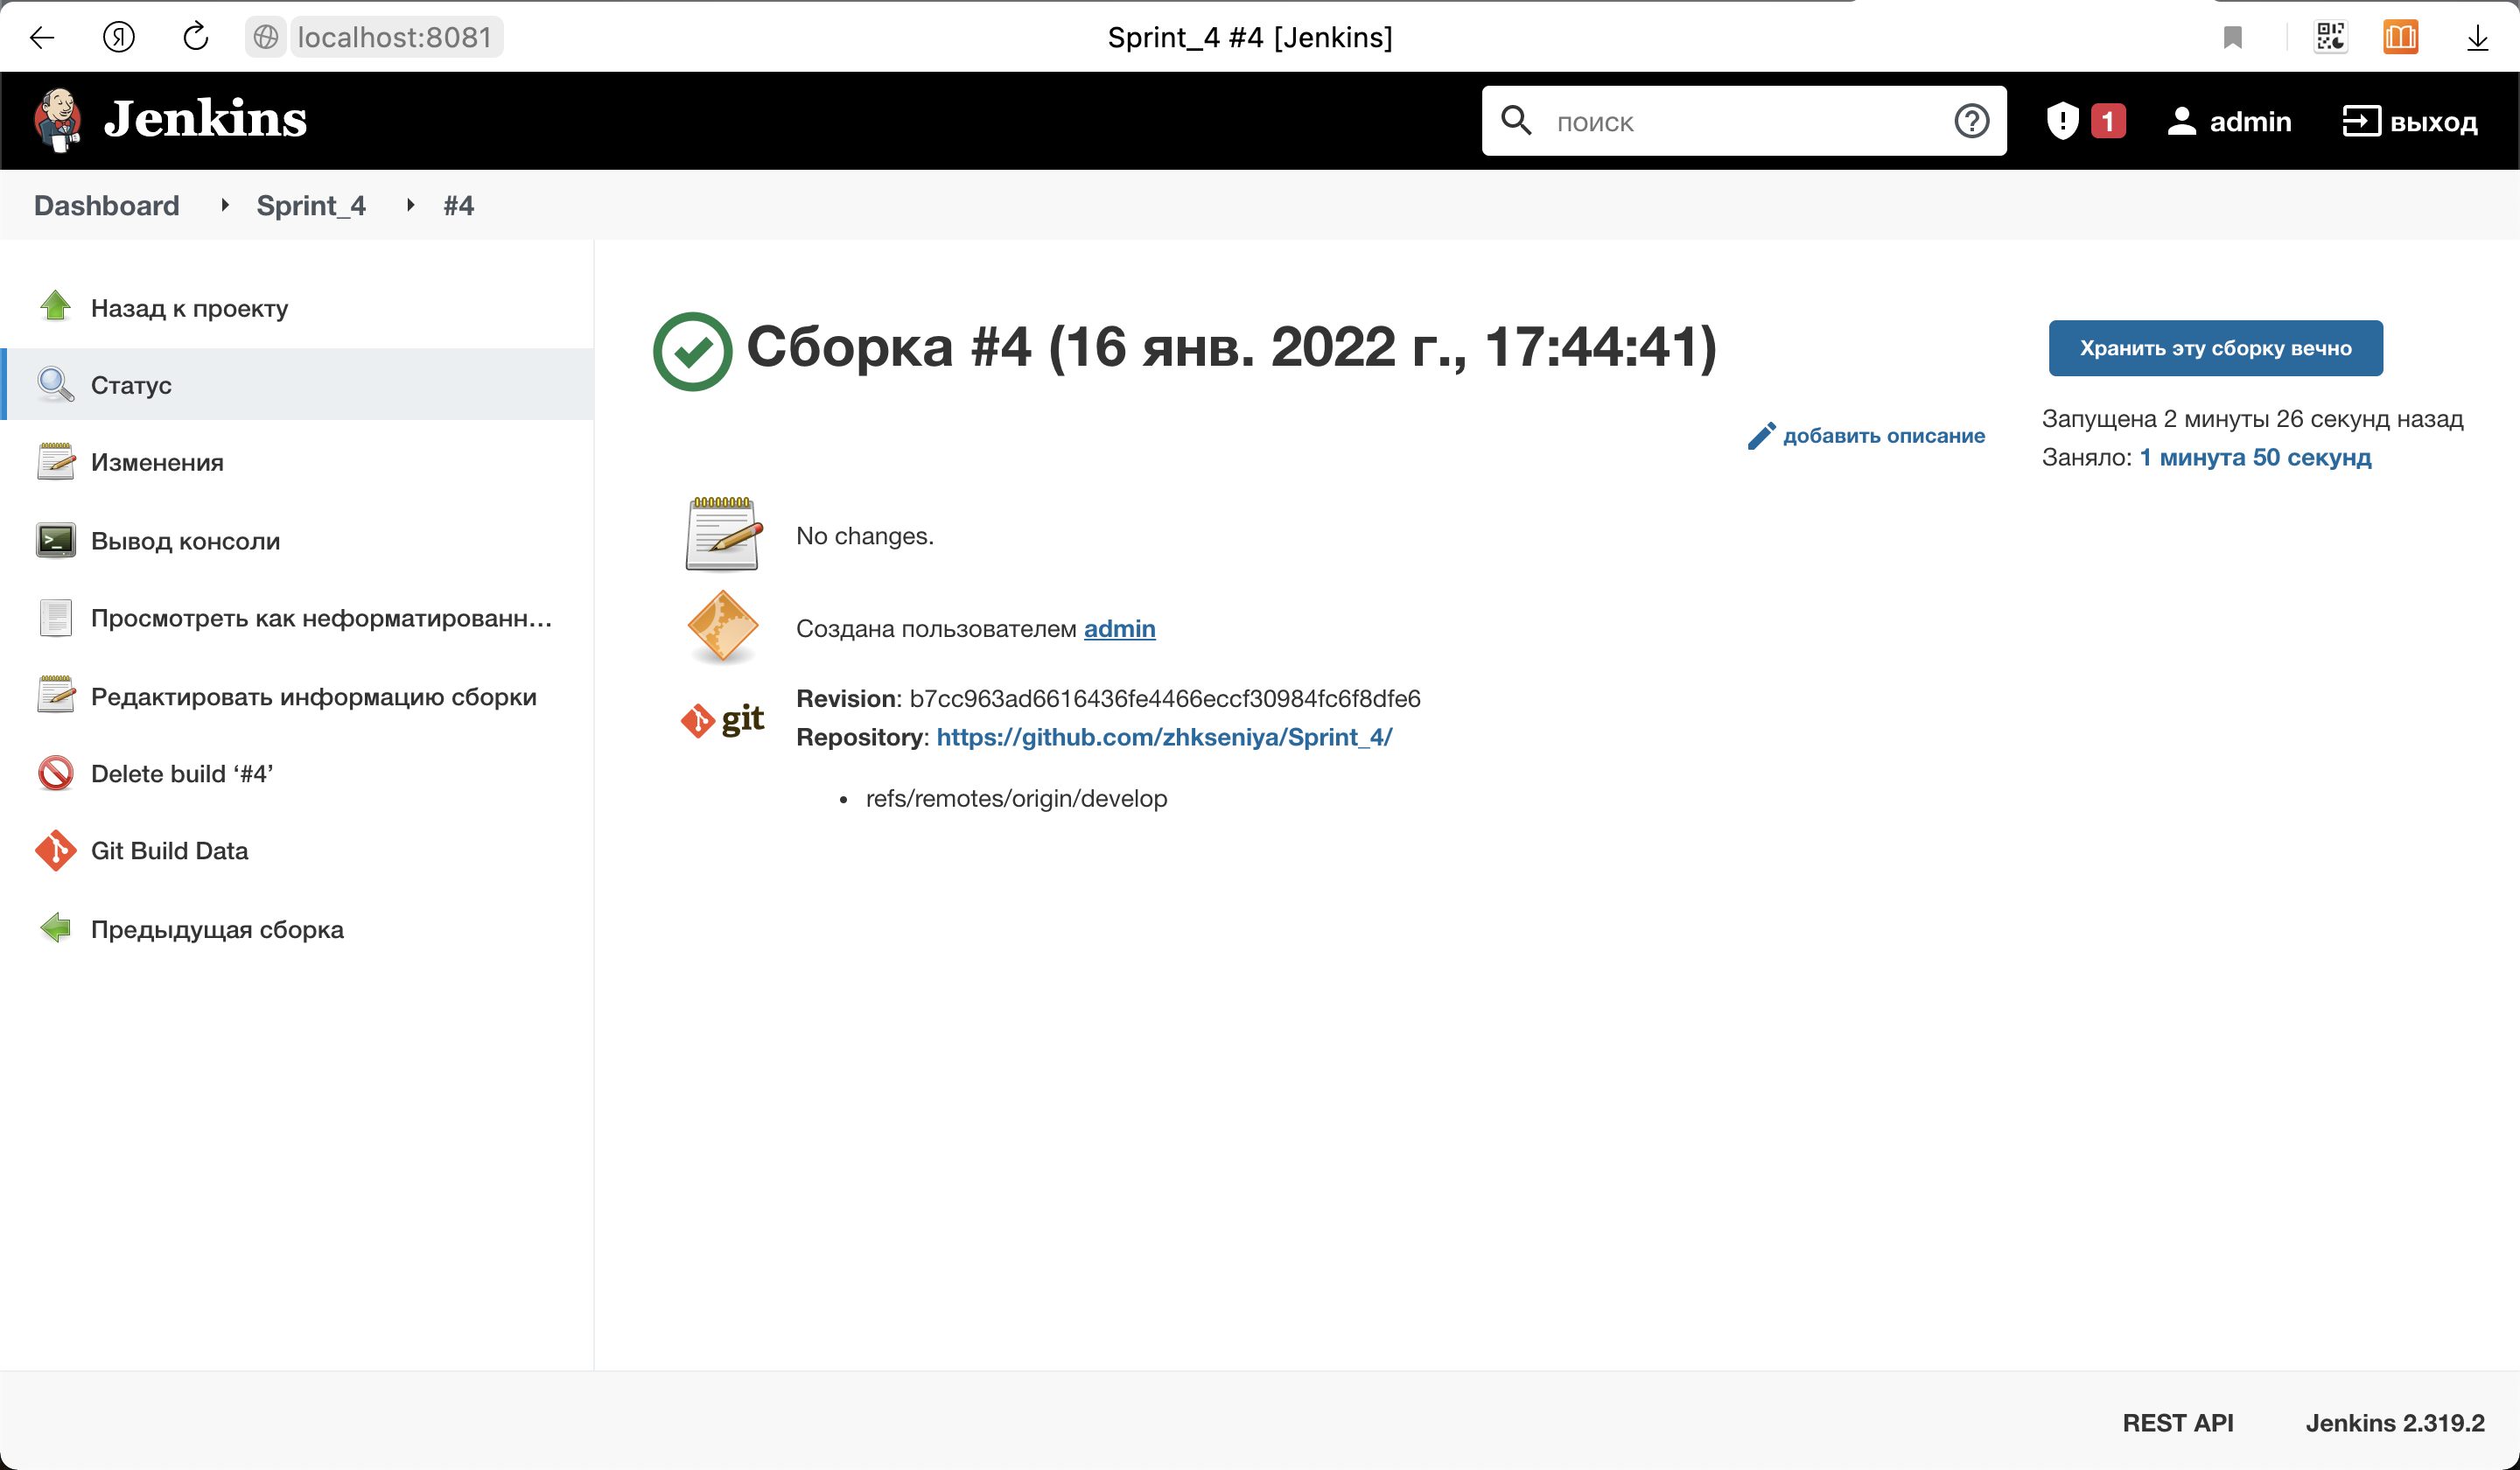 localhost:8081
Sprint_4 #4 [Jenkins]
Jenkins
поиск
1
admin
выход
Dashboard
Sprint_4
#4
Назад к проекту
Статус
Изменения
Вывод консоли
Просмотреть как неформатированн...
Редактировать информацию сборки
Delete build ‘#4’
Git Build Data
Предыдущая сборка
Сборка #4 (16 янв. 2022 г., 17:44:41)
Хранить эту сборку вечно
добавить описание
Запущена 2 минуты 26 секунд назад
Заняло: 1 минута 50 секунд
No changes.
Создана пользователем admin
git
Revision: b7cc963ad6616436fe4466eccf30984fc6f8dfe6
Repository: https://github.com/zhkseniya/Sprint_4/
• refs/remotes/origin/develop
REST API
Jenkins 2.319.2